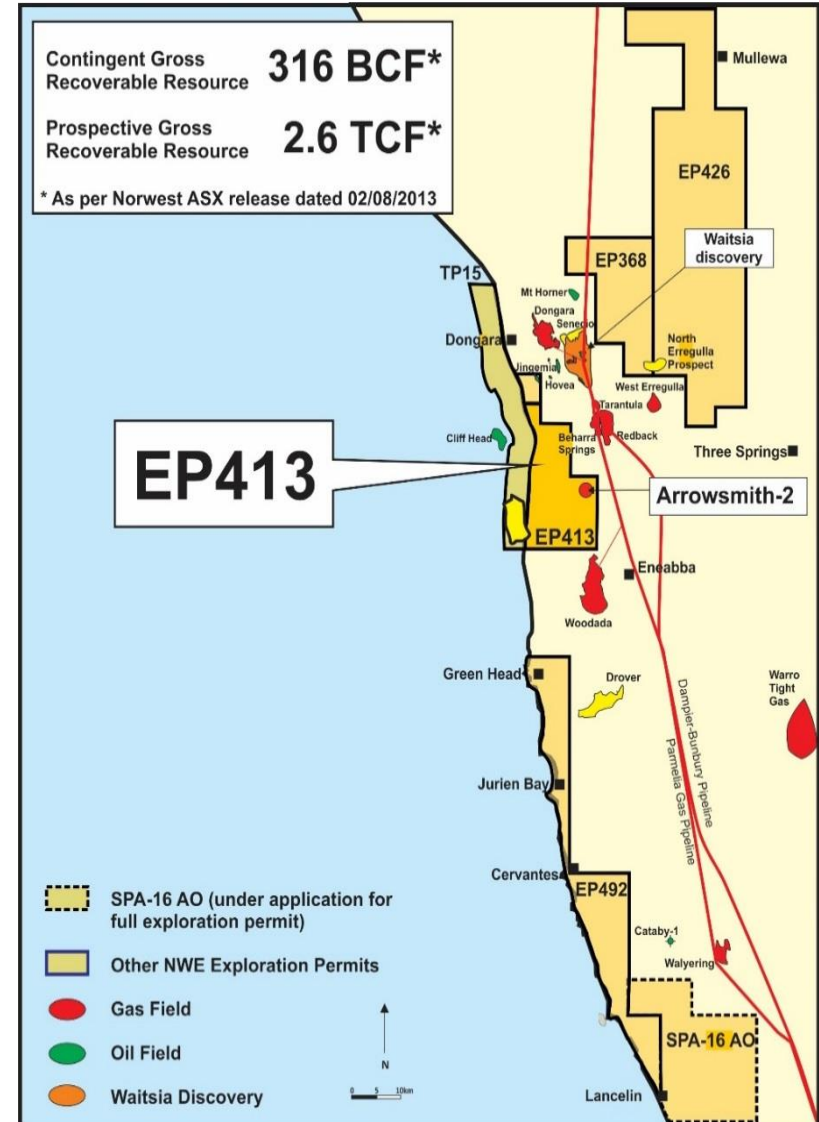 Contingent Gross
Recoverable Resource
316 BCF*
Prospective Gross
Recoverable Resource
2.6 TCF*
* As per Norwest ASX release dated 02/08/2013
Mullewa
EP426
Waitsia
discovery
EP368
TP15
Mt Horner
Dongara
Senecio
Dongara
North
Erregulla
Prospect
Jingemia
Hovea
West Erregulla
Tarantula
Cliff Head
Beharra
Springs
Redback
Three Springs
EP413
Arrowsmith-2
EP413
Eneabba
Woodada
Green Head
Drover
Warro
Tight
Gas
Dampier-Bunbury Pipeline
Parmelia Gas Pipeline
Jurien Bay
Cervantes
EP492
Cataby-1
Walyering
SPA-16 AO (under application for
full exploration permit)
Other NWE Exploration Permits
Gas Field
Oil Field
Waitsia Discovery
N
0 5 10km
SPA-16 AO
Lancelin